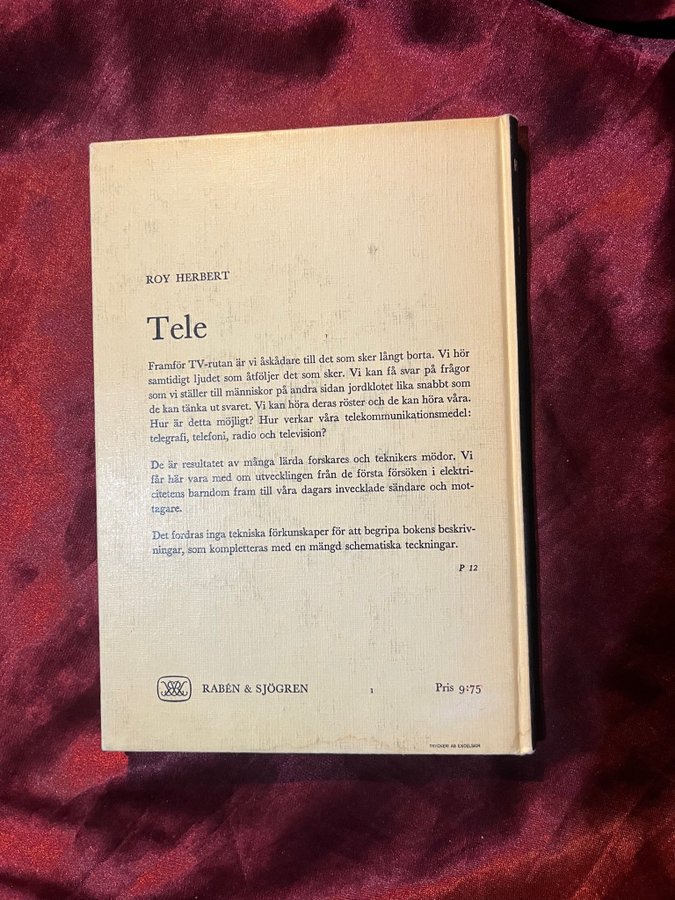 ROY HERBERT
Tele
Framför TV-rutan är vi åskådare till det som sker långt borta. Vi hör
samtidigt ljudet som åtföljer det som sker. Vi kan få svar på frågor
som vi ställer till människor på andra sidan jordklotet lika snabbt som
de kan tänka ut svaret. Vi kan höra deras röster och de kan höra våra.
Hur är detta möjligt? Hur verkar våra telekommunikationsmedel:
telegrafi, telefoni, radio och television?
De är resultatet av många lärda forskares och teknikers mödor. Vi
får här vara med om utvecklingen från de första försöken i elektri-
citetens barndom fram till våra dagars invecklade sändare och mot-
tagare.
Det fordras inga tekniska förkunskaper för att begripa bokens beskriv-
ningar, som kompletteras med en mängd schematiska teckningar.
P 12
RABÉN & SJÖGREN 1 Pris 9:75
TRYCKERI AB EXCELSIOR